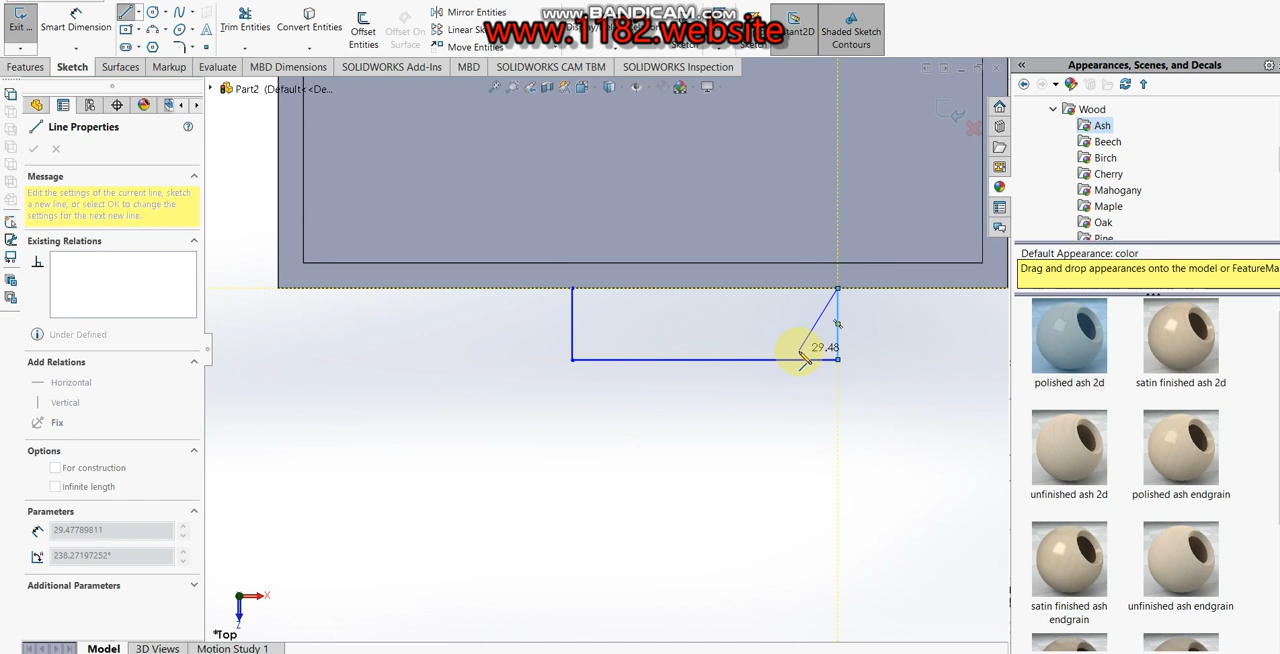 www.BANDICAM.com
www.1182.website
Exit ...
Smart Dimension
Trim Entities
Convert Entities
Offset Entities
Offset On Surface
Mirror Entities
Linear Sk
Move Entities
Instant2D
Shaded Sketch Contours
Features
Sketch
Surfaces
Markup
Evaluate
MBD Dimensions
SOLIDWORKS Add-Ins
MBD
SOLIDWORKS CAM TBM
SOLIDWORKS Inspection
Line Properties
Message
Edit the settings of the current line, sketch
a new line, or select OK to change the
settings for the next new line.
Existing Relations
Under Defined
Add Relations
Horizontal
Vertical
Fix
Options
For construction
Infinite length
Parameters
29.47789811
238.27197252°
Additional Parameters
Part2 (Default<<De...
29.48
X
Z
*Top
Model
3D Views
Motion Study 1
Appearances, Scenes, and Decals
Wood
Ash
Beech
Birch
Cherry
Mahogany
Maple
Oak
Pine
Default Appearance: color
Drag and drop appearances onto the model or FeatureMa
polished ash 2d
satin finished ash 2d
unfinished ash 2d
polished ash endgrain
satin finished ash
endgrain
unfinished ash endgrain